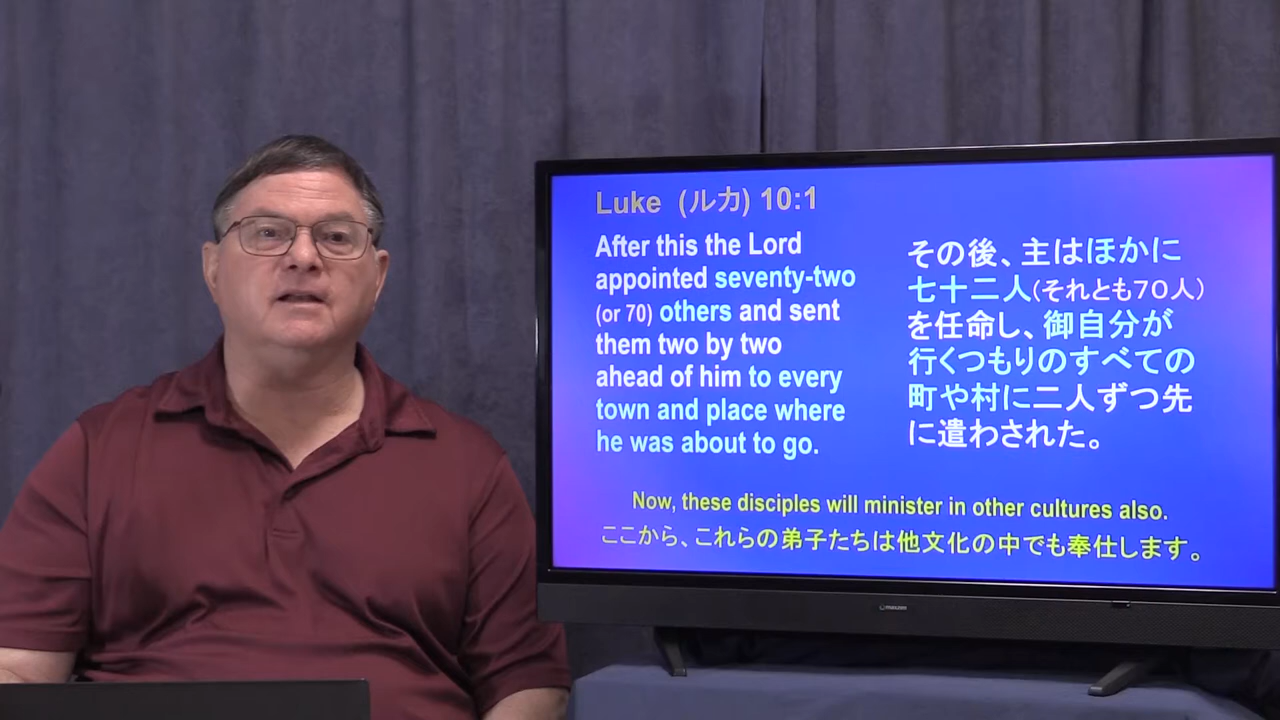 Luke (ルカ) 10:1
After this the Lord
appointed seventy-two
(or 70) others and sent
them two by two
ahead of him to every
town and place where
he was about to go.
その後、主はほかに
七十二人(それとも７０人)
を任命し、御自分が
行くつもりのすべての
町や村に二人ずつ先
に遣わされた。
Now, these disciples will minister in other cultures also.
ここから、これらの弟子たちは他文化の中でも奉仕します。